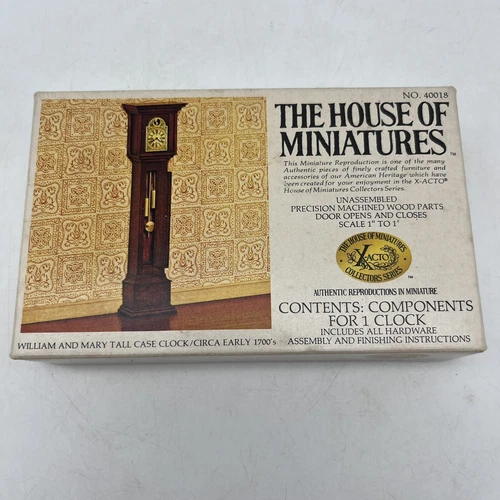 NO. 40018
THE HOUSE OF
MINIATURES™
This Miniature Reproduction is one of the many
Authentic pieces of finely crafted furniture and
accessories of our American Heritage which have
been created for your enjoyment in the X-ACTO®
House of Miniatures Collectors Series.
UNASSEMBLED
PRECISION MACHINED WOOD PARTS
DOOR OPENS AND CLOSES
SCALE 1" TO 1'
THE HOUSE OF MINIATURES
X-ACTO
COLLECTORS SERIES
™
AUTHENTIC REPRODUCTIONS IN MINIATURE
CONTENTS: COMPONENTS
FOR 1 CLOCK
INCLUDES ALL HARDWARE
ASSEMBLY AND FINISHING INSTRUCTIONS
WILLIAM AND MARY TALL CASE CLOCK/CIRCA EARLY 1700's